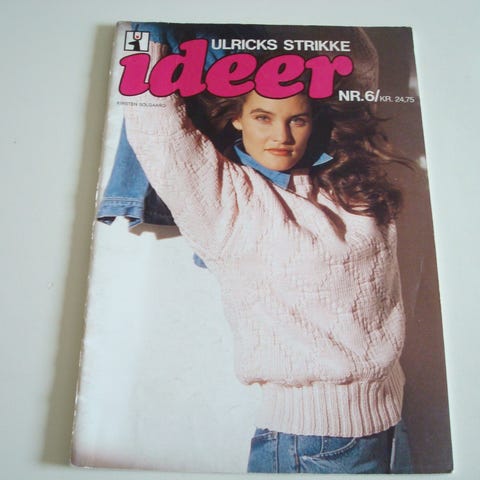 ULRICKS STRIKKE
ideer
NR.6/KR. 24,75
KIRSTEN SOLGAARD